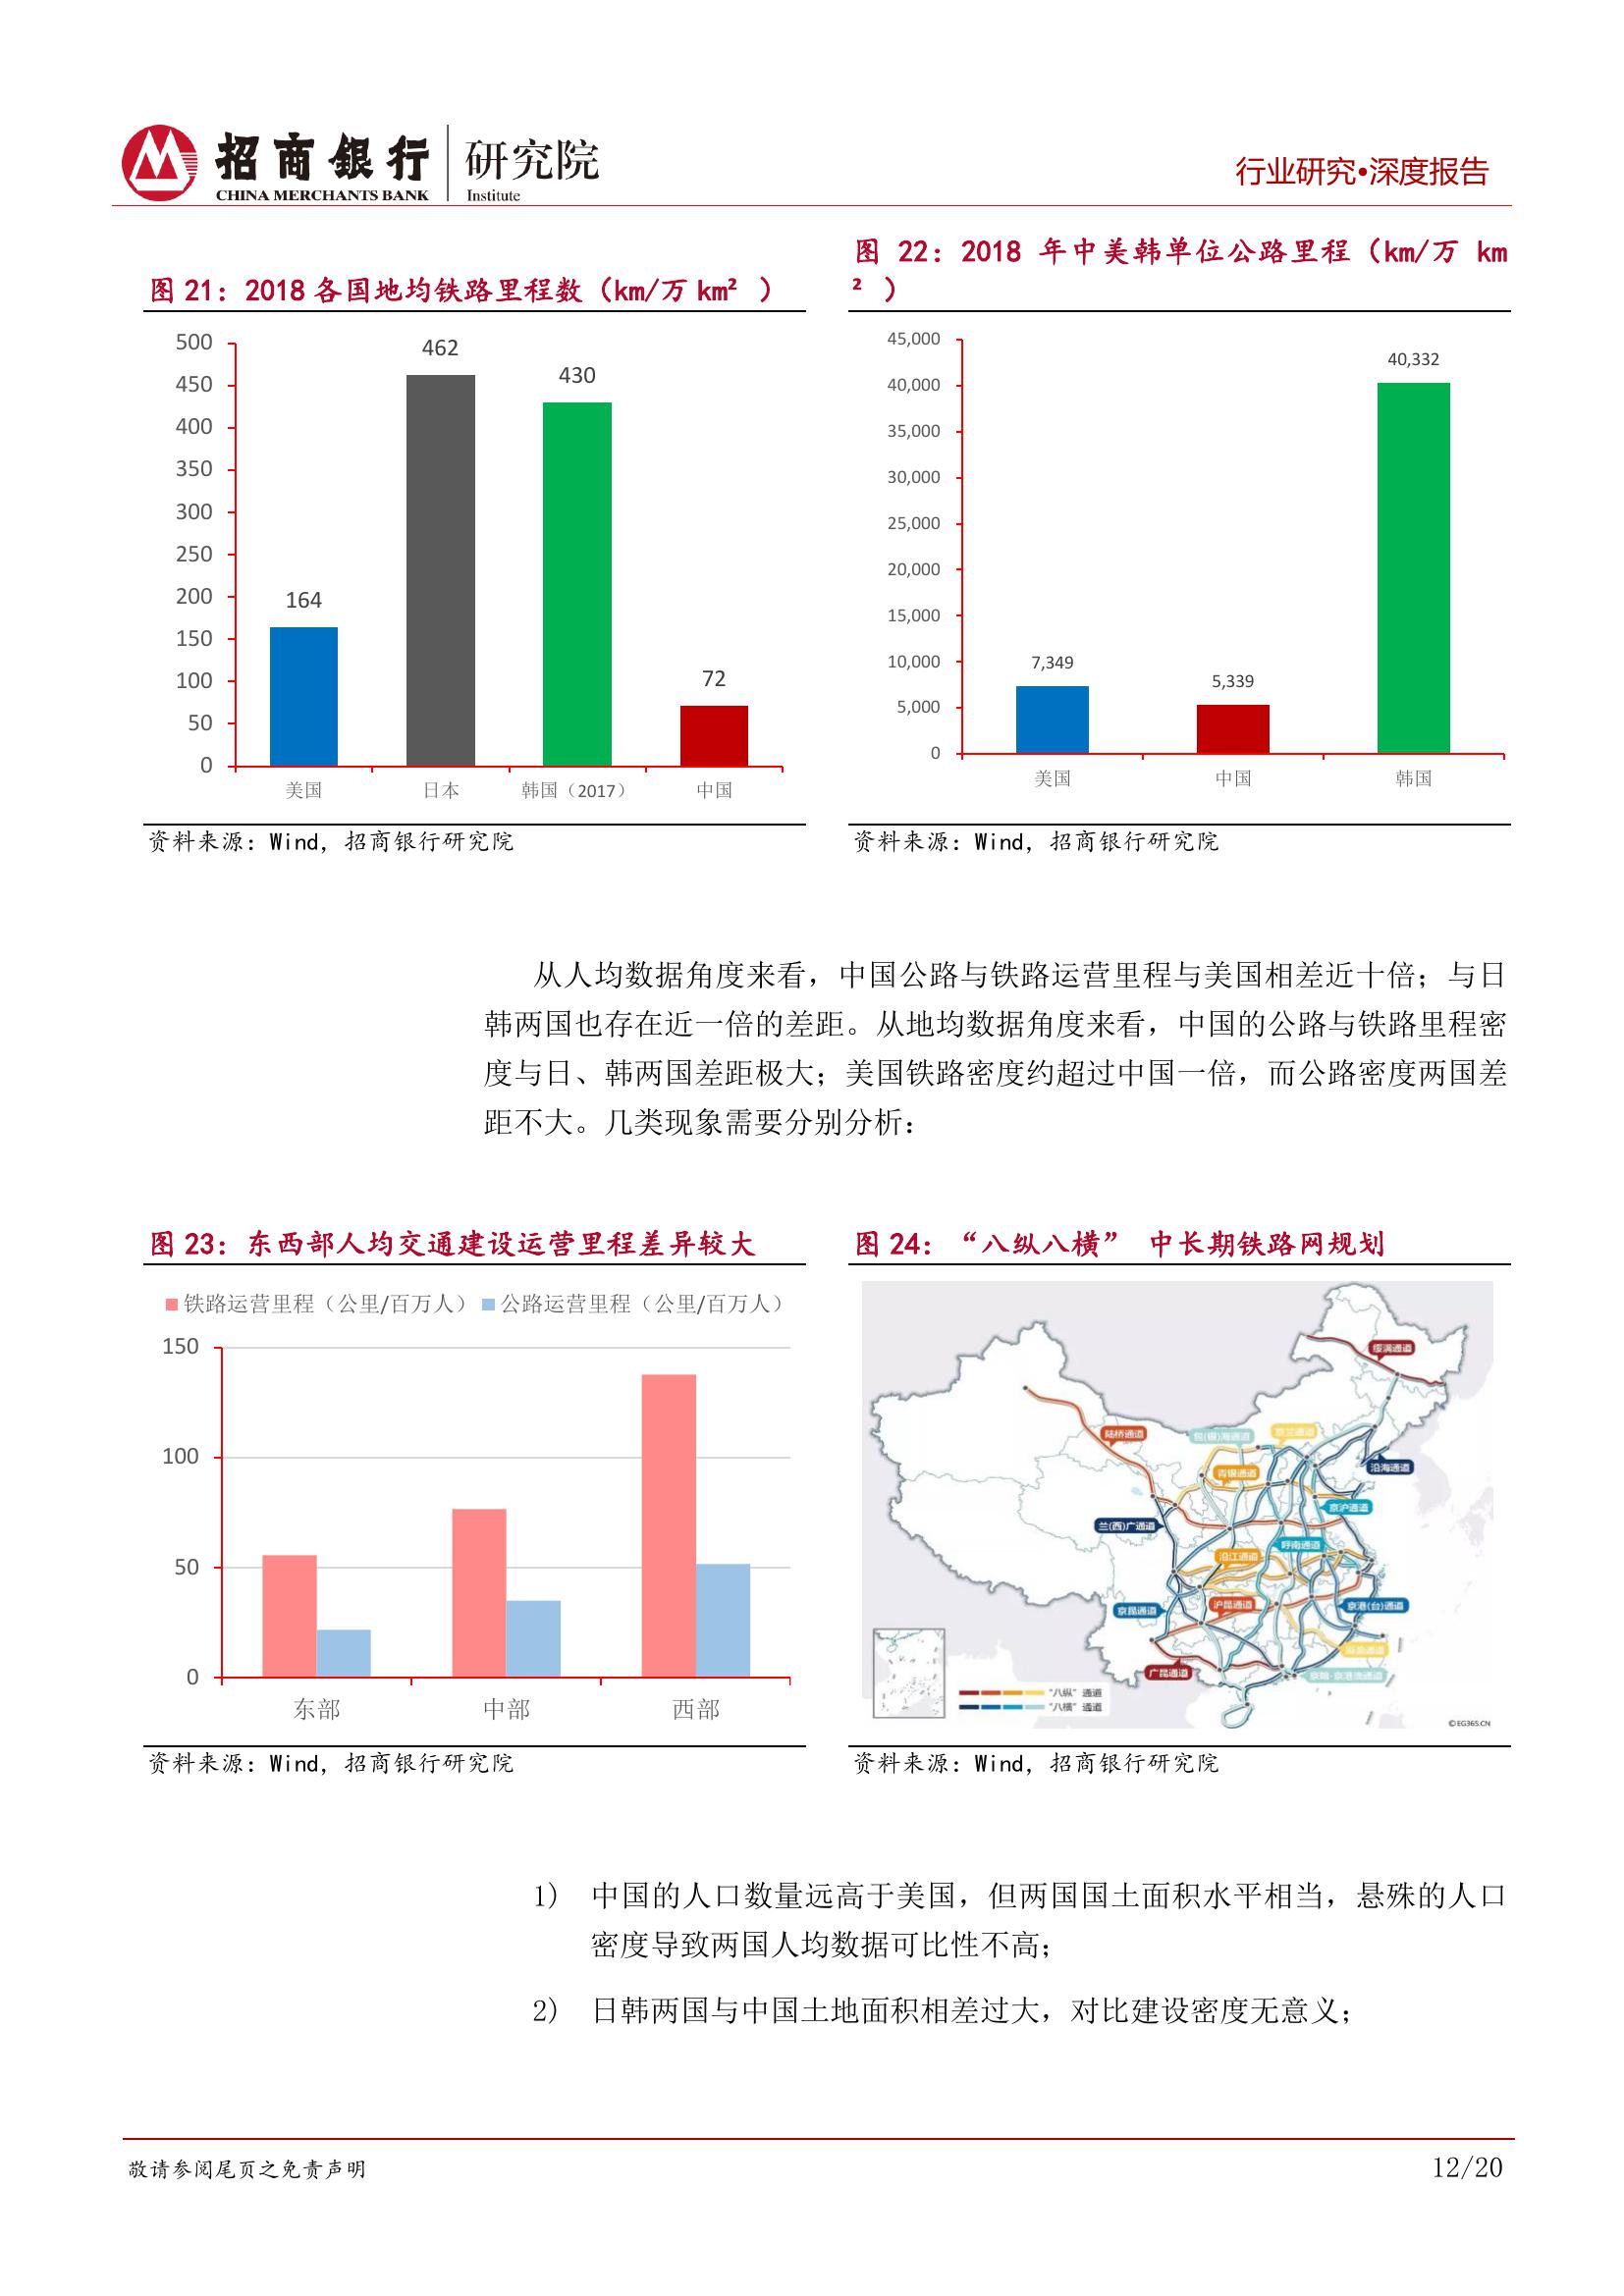 招商银行 研究院
CHINA MERCHANTS BANK Institute
行业研究•深度报告
图 21：2018 各国地均铁路里程数（km/万 km² ）
500
450
400
350
300
250
200
150
100
50
0
164
462
430
72
美国 日本 韩国（2017） 中国
资料来源：Wind，招商银行研究院
图 22：2018 年中美韩单位公路里程（km/万 km
² ）
45,000
40,000
35,000
30,000
25,000
20,000
15,000
10,000
5,000
0
7,349
5,339
40,332
美国 中国 韩国
资料来源：Wind，招商银行研究院
从人均数据角度来看，中国公路与铁路运营里程与美国相差近十倍；与日
韩两国也存在近一倍的差距。从地均数据角度来看，中国的公路与铁路里程密
度与日、韩两国差距极大；美国铁路密度约超过中国一倍，而公路密度两国差
距不大。几类现象需要分别分析：
图 23：东西部人均交通建设运营里程差异较大
铁路运营里程（公里/百万人） 公路运营里程（公里/百万人）
150
100
50
0
东部 中部 西部
资料来源：Wind，招商银行研究院
图 24：“八纵八横” 中长期铁路网规划
绥满通道
陆桥通道
包(银)海通道
京兰通道
青银通道
沿海通道
京沪通道
兰(西)广通道
呼南通道
沿江通道
京昆通道
沪昆通道
京港(台)通道
广昆通道
“八纵”通道
“八横”通道
©EG365.CN
资料来源：Wind，招商银行研究院
1) 中国的人口数量远高于美国，但两国国土面积水平相当，悬殊的人口
密度导致两国人均数据可比性不高；
2) 日韩两国与中国土地面积相差过大，对比建设密度无意义；
敬请参阅尾页之免责声明
12/20